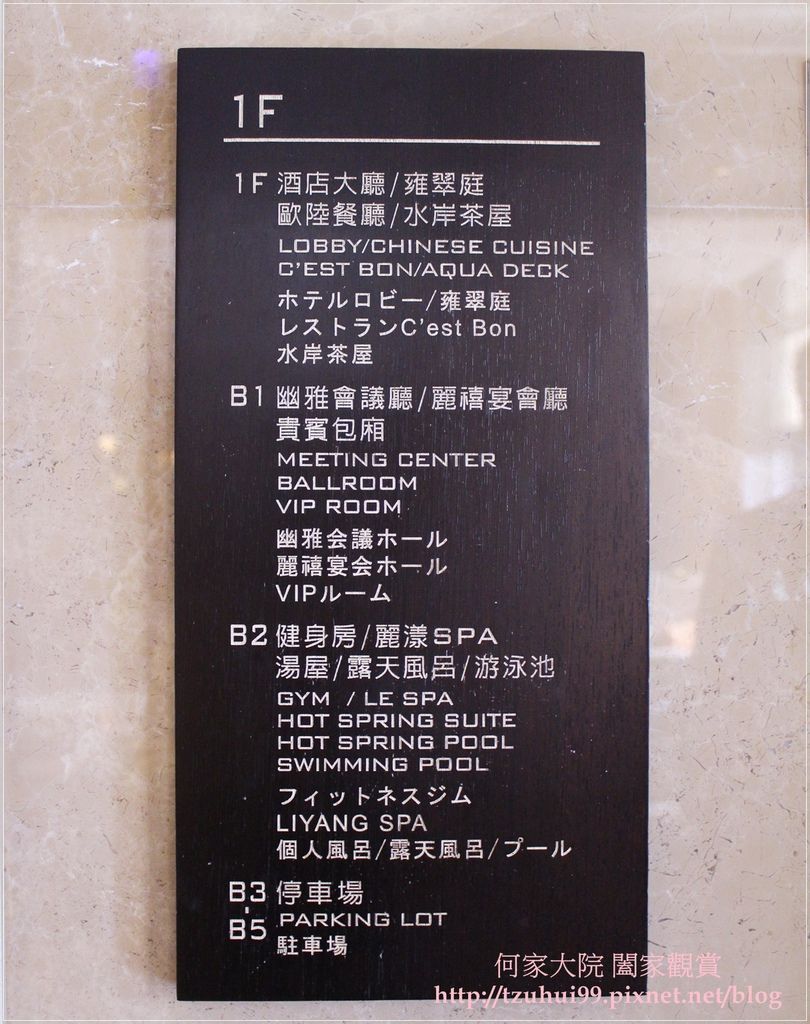 1F
1F 酒店大廳/雍翠庭
歐陸餐廳/水岸茶屋
LOBBY/CHINESE CUISINE
C'EST BON/AQUA DECK
ホテルロビー/雍翠庭
レストランC'est Bon
水岸茶屋
B1 幽雅會議廳/麗禧宴會廳
貴賓包廂
MEETING CENTER
BALLROOM
VIP ROOM
幽雅会議ホール
麗禧宴会ホール
VIPルーム
B2 健身房/麗漾SPA
湯屋/露天風呂/游泳池
GYM / LE SPA
HOT SPRING SUITE
HOT SPRING POOL
SWIMMING POOL
フィットネスジム
LIYANG SPA
個人風呂/露天風呂/プール
B3 停車場
- PARKING LOT
B5 駐車場
何家大院 闔家觀賞
http://tzuhui99.pixnet.net/blog